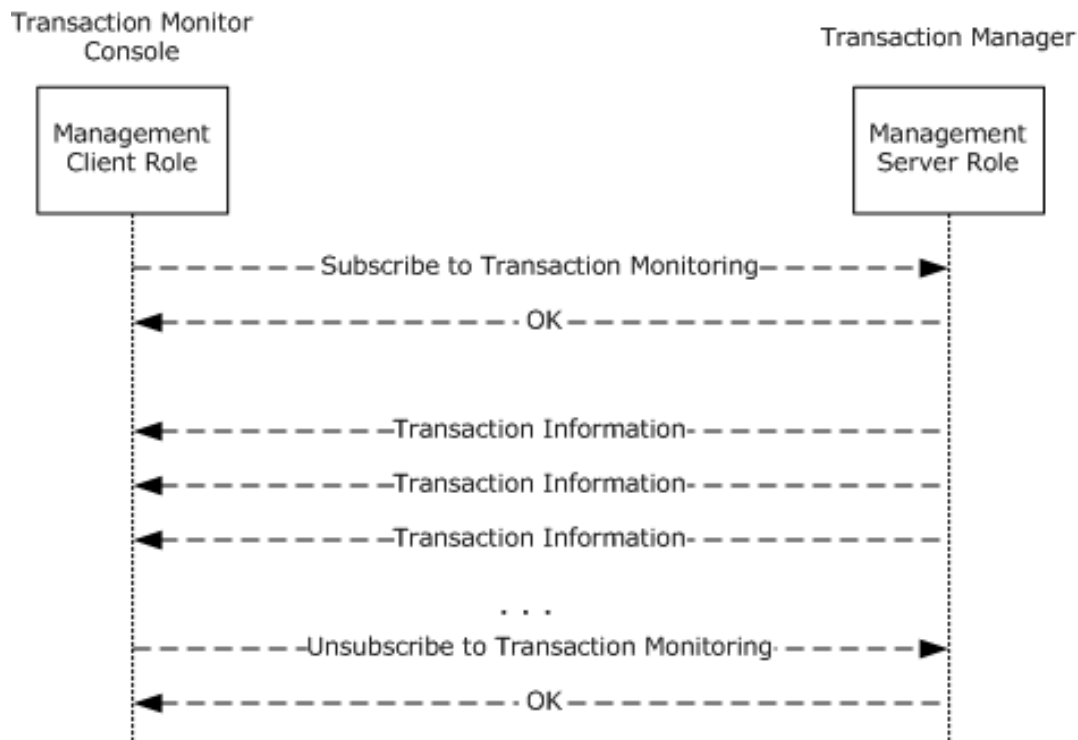 Transaction Monitor
Console
Transaction Manager
Management
Client Role
Management
Server Role
Subscribe to Transaction Monitoring
OK
Transaction Information
Transaction Information
Transaction Information
. . .
Unsubscribe to Transaction Monitoring
OK